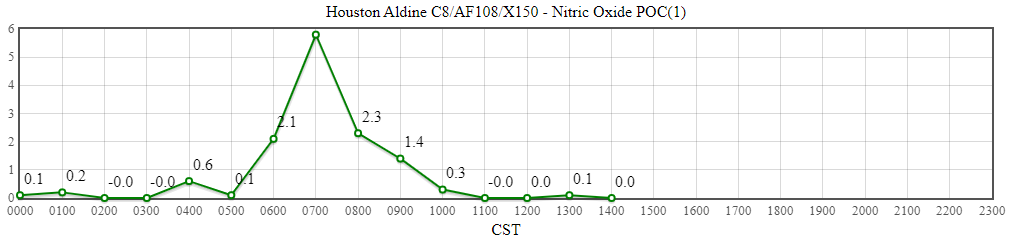 Houston Aldine C8/AF108/X150 - Nitric Oxide POC(1)
6
5
4
3
2
1
0
0.1 0.2 -0.0 -0.0 0.6 0.1 2.1 2.3 1.4 0.3 -0.0 0.0 0.1 0.0
0000 0100 0200 0300 0400 0500 0600 0700 0800 0900 1000 1100 1200 1300 1400 1500 1600 1700 1800 1900 2000 2100 2200 2300
CST